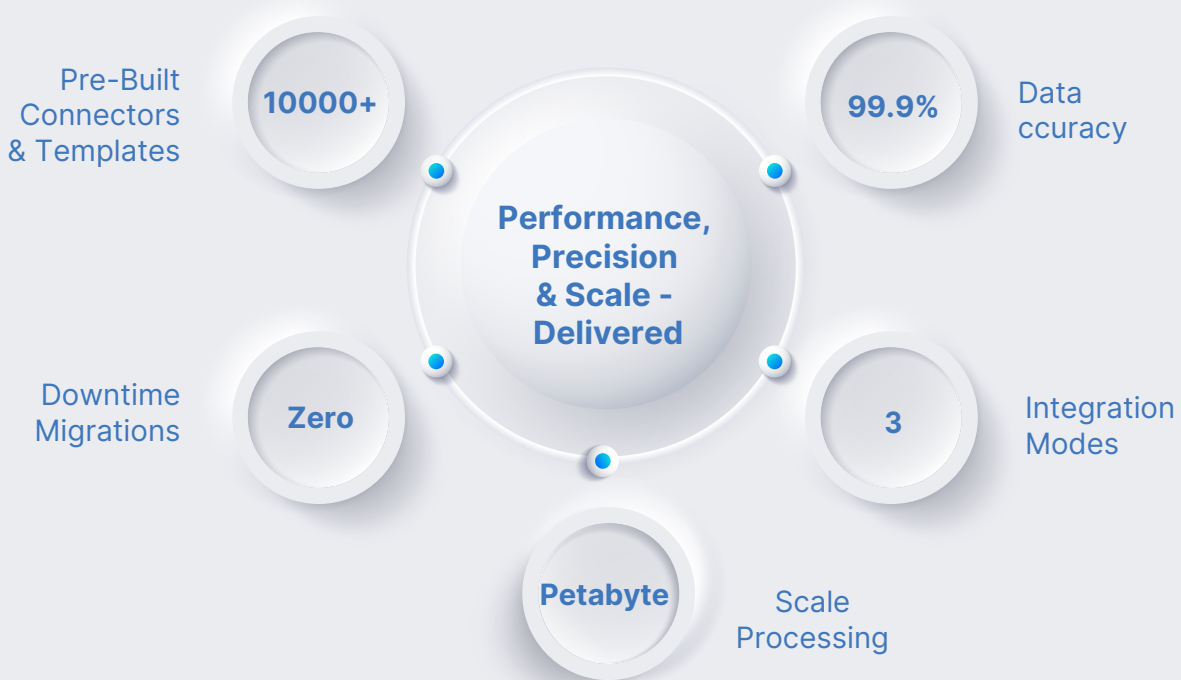 Pre-Built
Connectors
& Templates
10000+
99.9%
Data
ccuracy
Performance,
Precision
& Scale -
Delivered
Downtime
Migrations
Zero
3
Integration
Modes
Petabyte
Scale
Processing